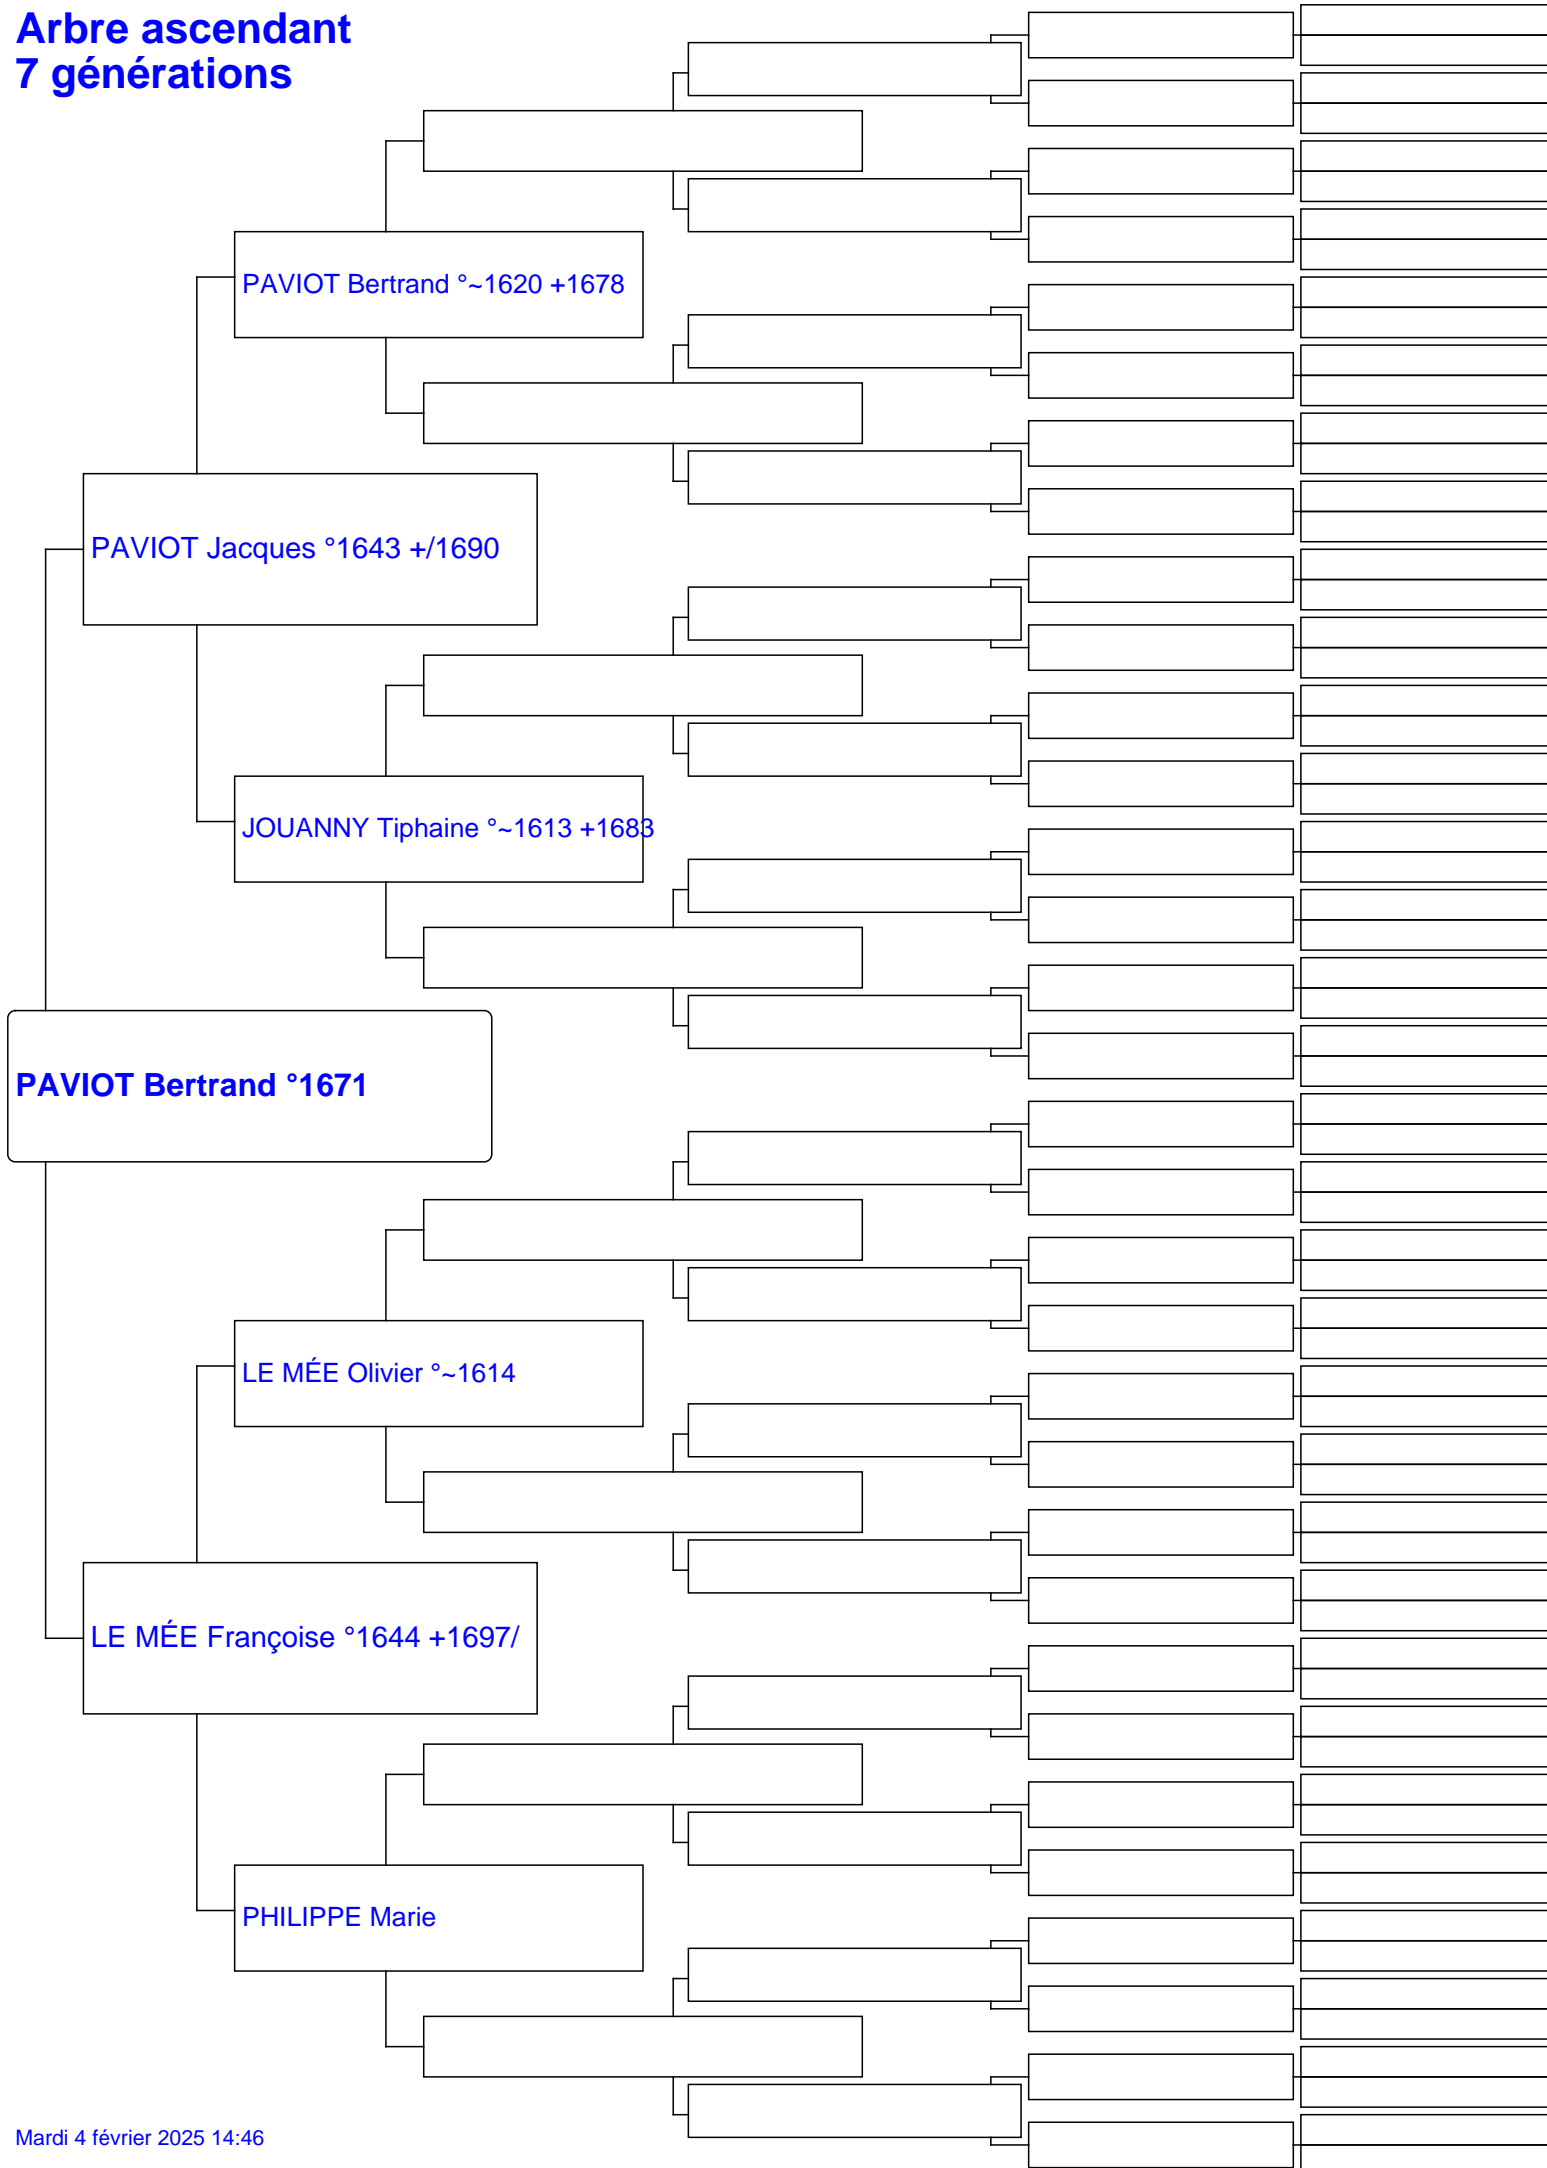 Arbre ascendant
7 générations
PAVIOT Bertrand °~1620 +1678
PAVIOT Jacques °1643 +/1690
JOUANNY Tiphaine °~1613 +1683
PAVIOT Bertrand °1671
LE MÉE Olivier °~1614
LE MÉE Françoise °1644 +1697/
PHILIPPE Marie
Mardi 4 février 2025 14:46